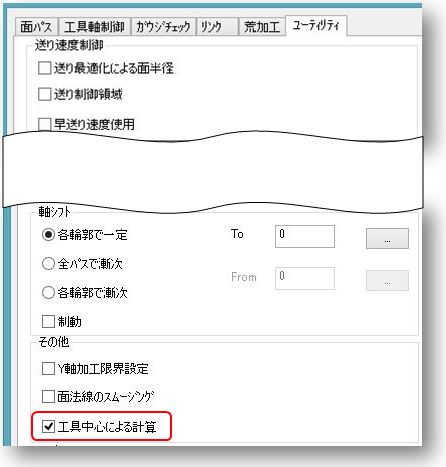 面パス 工具軸制御 ガウジチェック リンク 荒加工 ユーティリティ
送り速度制御
送り最適化による面半径
送り制御領域
早送り速度使用
軸シフト
各輪郭で一定 To 0 ...
全パスで漸次
From 0 ...
各輪郭で漸次
制動
その他
Y軸加工限界設定
面法線のスムージング
工具中心による計算